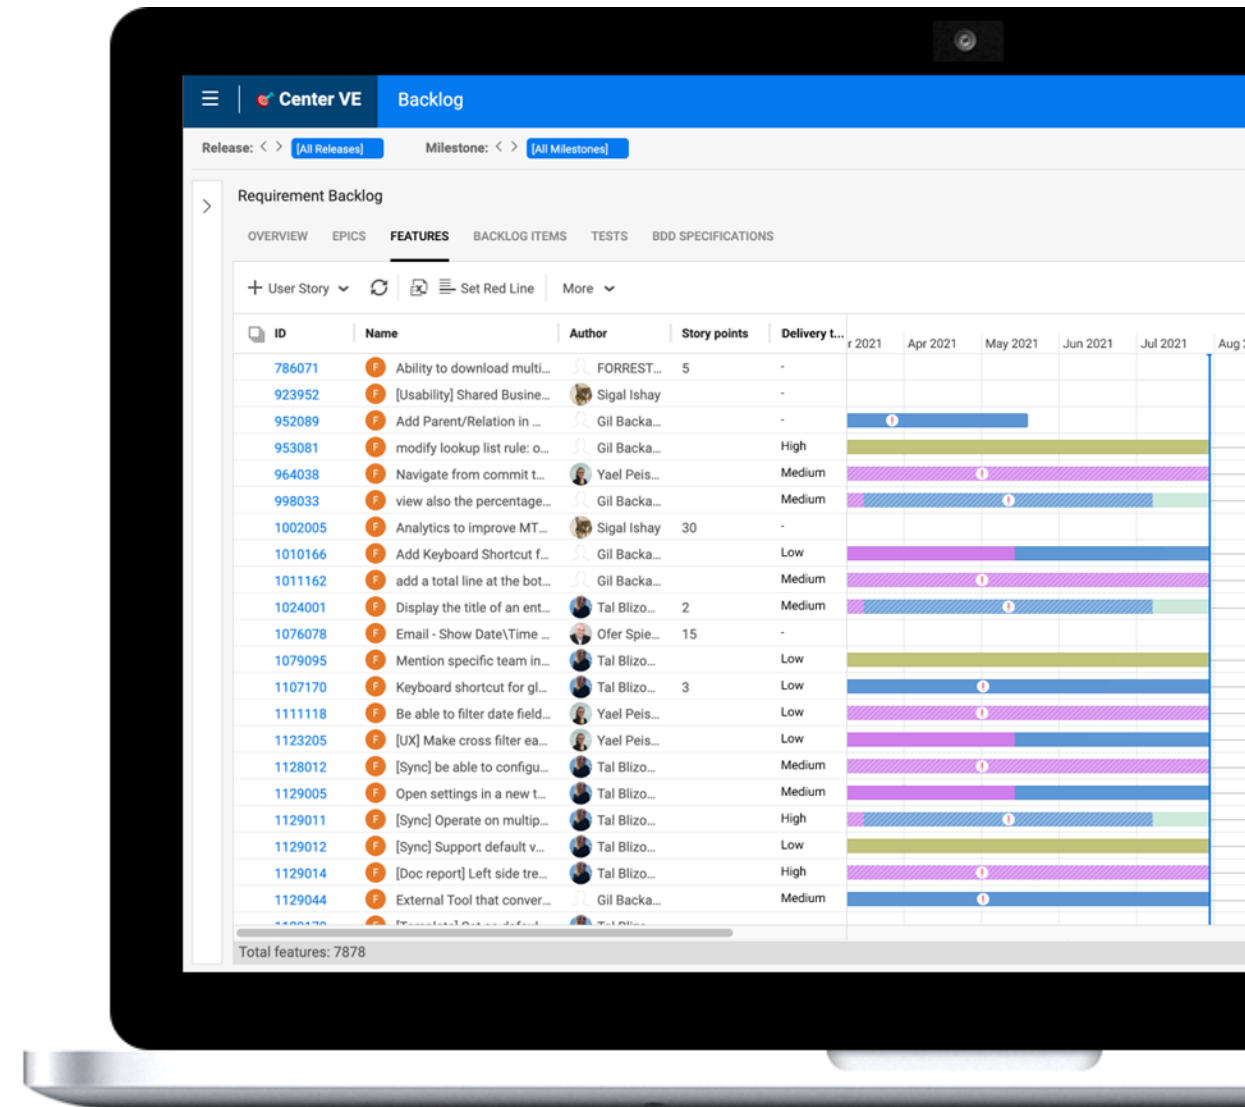 Center VE Backlog
Release: < > [All Releases] Milestone: < > [All Milestones]
Requirement Backlog
OVERVIEW EPICS FEATURES BACKLOG ITEMS TESTS BDD SPECIFICATIONS
+ User Story Set Red Line More
ID Name Author Story points Delivery t... r 2021 Apr 2021 May 2021 Jun 2021 Jul 2021 Aug
786071 F Ability to download multi... FORREST... 5 -
923952 F [Usability] Shared Busine... Sigal Ishay -
952089 F Add Parent/Relation in ... Gil Backa... - !
953081 F modify lookup list rule: o... Gil Backa... High
964038 F Navigate from commit t... Yael Peis... Medium !
998033 F view also the percentage... Gil Backa... Medium !
1002005 F Analytics to improve MT... Sigal Ishay 30 -
1010166 F Add Keyboard Shortcut f... Gil Backa... Low
1011162 F add a total line at the bot... Gil Backa... Medium !
1024001 F Display the title of an ent... Tal Blizo... 2 Medium !
1076078 F Email - Show Date\Time ... Ofer Spie... 15 -
1079095 F Mention specific team in... Tal Blizo... Low
1107170 F Keyboard shortcut for gl... Tal Blizo... 3 Low !
1111118 F Be able to filter date field... Yael Peis... Low !
1123205 F [UX] Make cross filter ea... Yael Peis... Low
1128012 F [Sync] be able to configu... Tal Blizo... Medium !
1129005 F Open settings in a new t... Tal Blizo... Medium
1129011 F [Sync] Operate on multip... Tal Blizo... High !
1129012 F [Sync] Support default v... Tal Blizo... Low
1129014 F [Doc report] Left side tre... Tal Blizo... High !
1129044 F External Tool that conver... Gil Backa... Medium !
Total features: 7878